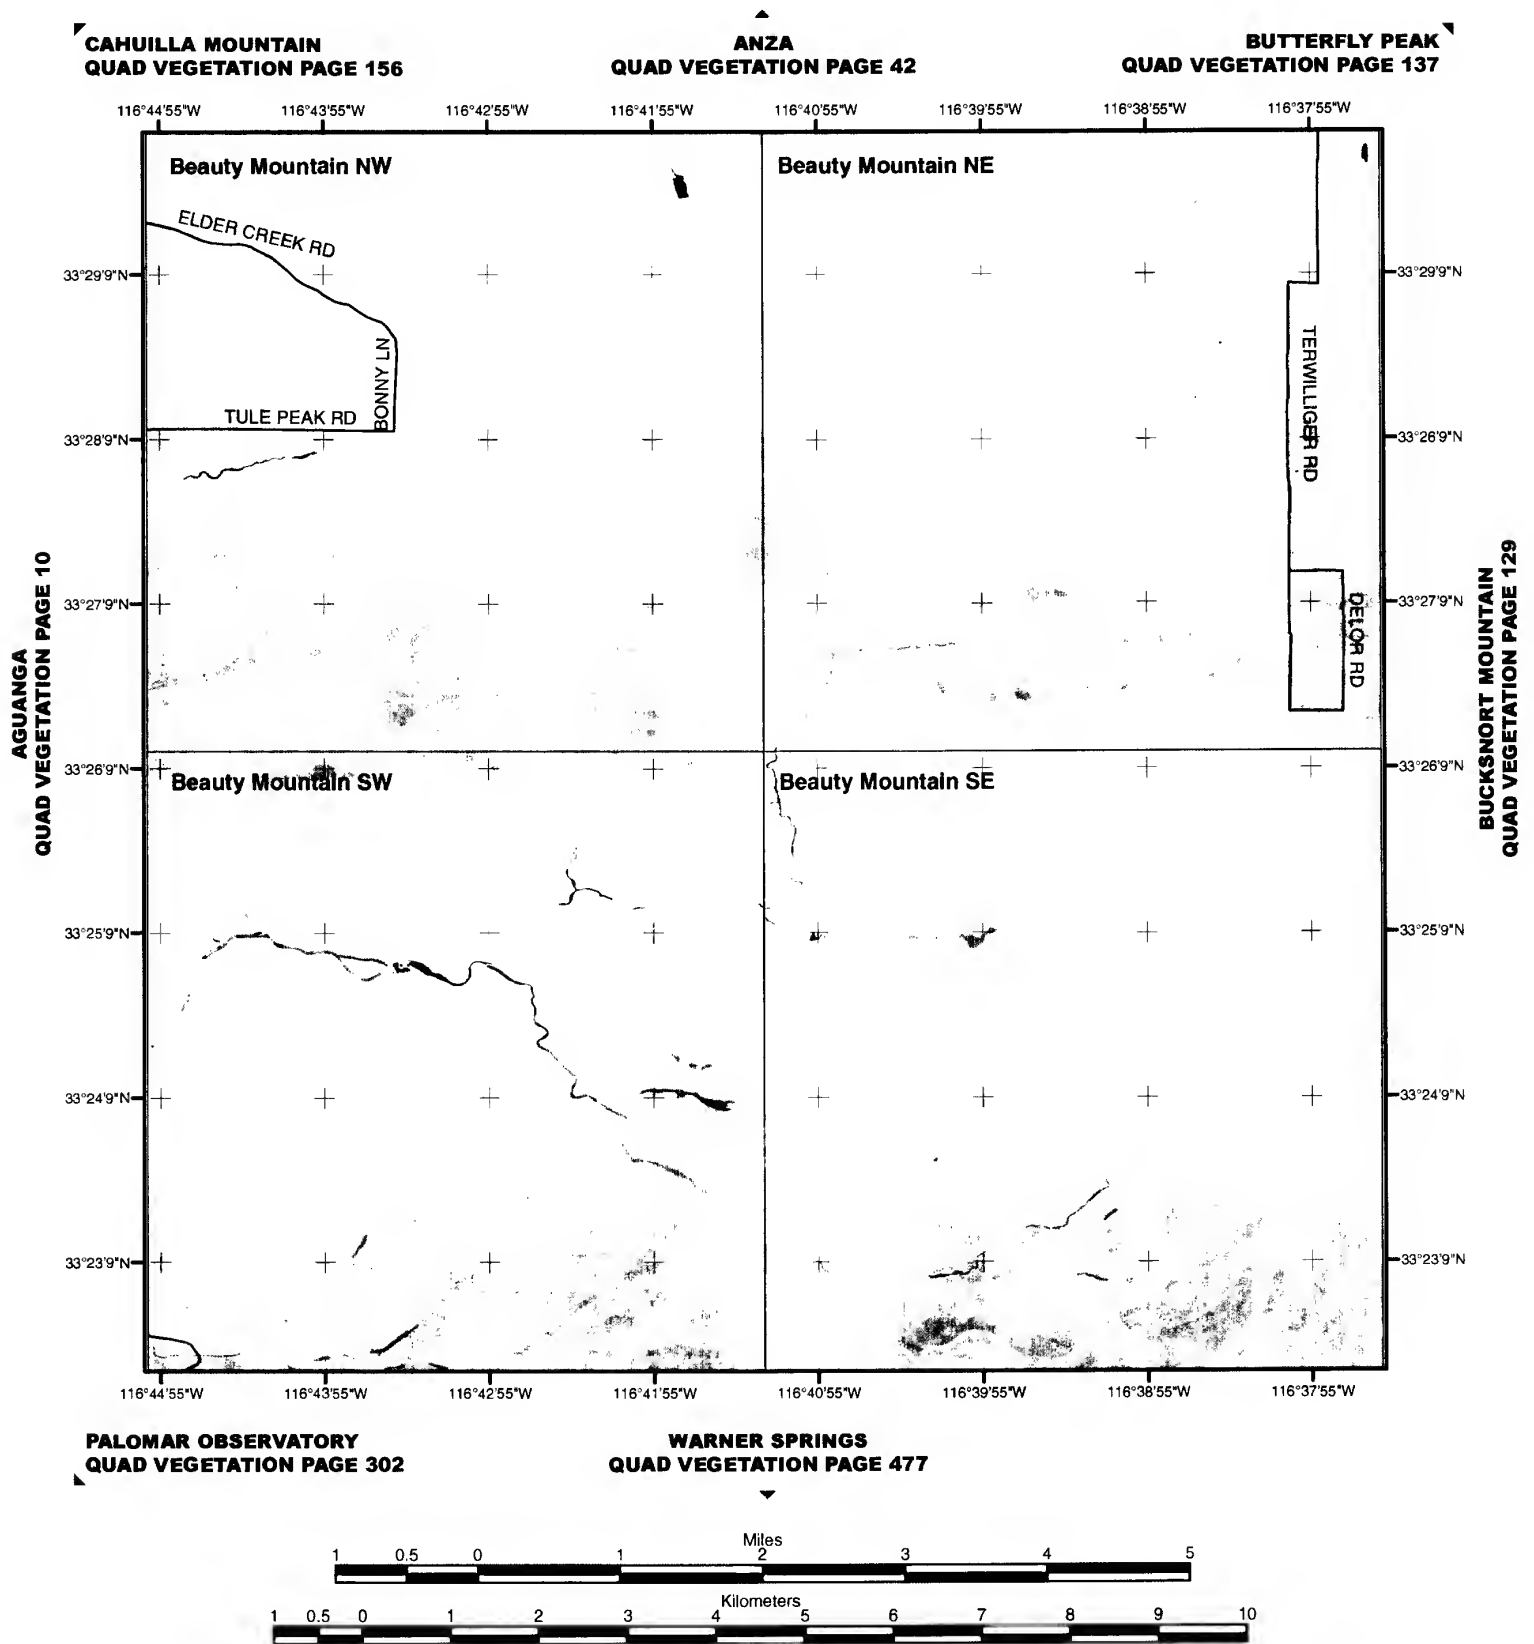 CAHUILLA MOUNTAIN
QUAD VEGETATION PAGE 156
ANZA
QUAD VEGETATION PAGE 42
BUTTERFLY PEAK
QUAD VEGETATION PAGE 137
116°44'55"W 116°43'55"W 116°42'55"W 116°41'55"W 116°40'55"W 116°39'55"W 116°38'55"W 116°37'55"W
Beauty Mountain NW
Beauty Mountain NE
ELDER CREEK RD
33°29'9"N
33°29'9"N
BONNY LN
TERWILLIGER RD
TULE PEAK RD
33°28'9"N
33°26'9"N
AGUANGA
QUAD VEGETATION PAGE 10
BUCKSNORT MOUNTAIN
QUAD VEGETATION PAGE 129
33°27'9"N
33°27'9"N
DELOR RD
33°26'9"N
33°26'9"N
Beauty Mountain SW
Beauty Mountain SE
33°25'9"N
33°25'9"N
33°24'9"N
33°24'9"N
33°23'9"N
33°23'9"N
116°44'55"W 116°43'55"W 116°42'55"W 116°41'55"W 116°40'55"W 116°39'55"W 116°38'55"W 116°37'55"W
PALOMAR OBSERVATORY
QUAD VEGETATION PAGE 302
WARNER SPRINGS
QUAD VEGETATION PAGE 477
Miles
1 0.5 0 1 2 3 4 5
Kilometers
1 0.5 0 1 2 3 4 5 6 7 8 9 10